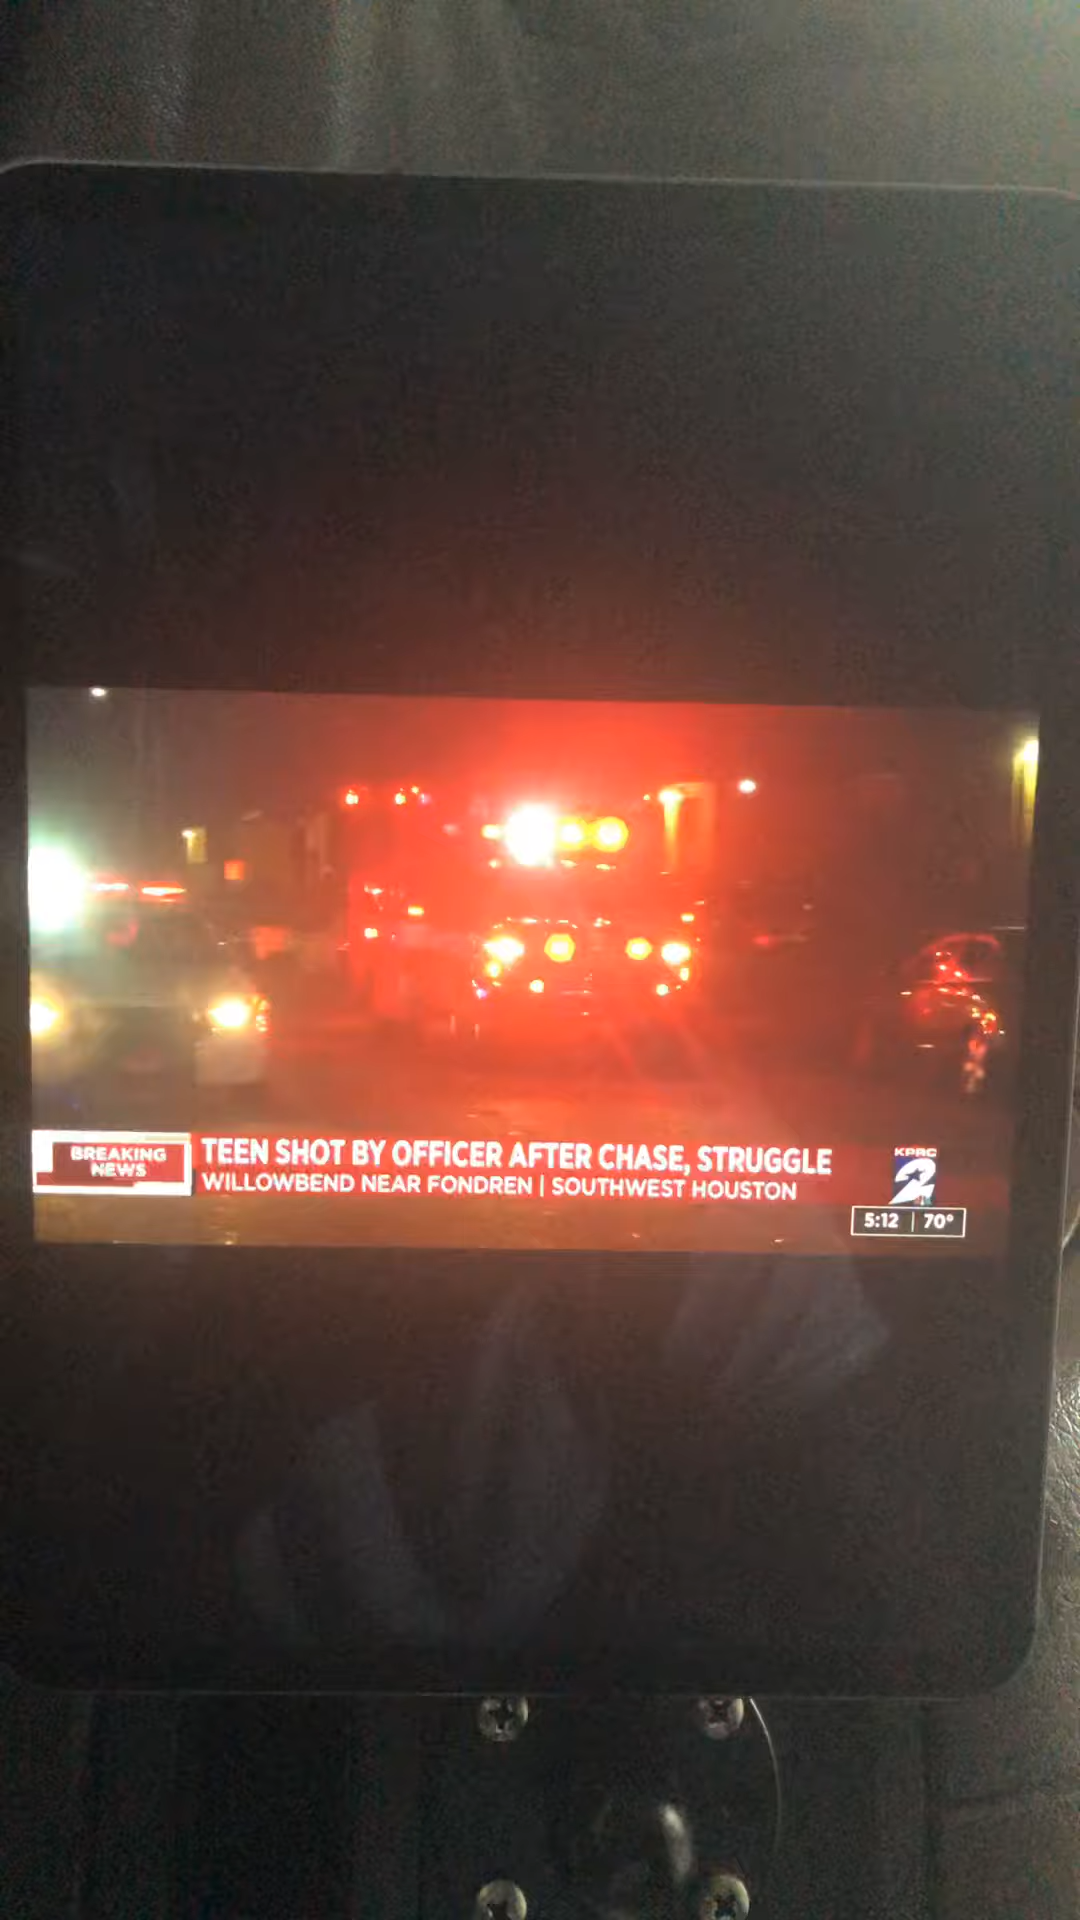 BREAKING
NEWS
TEEN SHOT BY OFFICER AFTER CHASE, STRUGGLE
WILLOWBEND NEAR FONDREN | SOUTHWEST HOUSTON
KPRC
2
5:12 | 70°